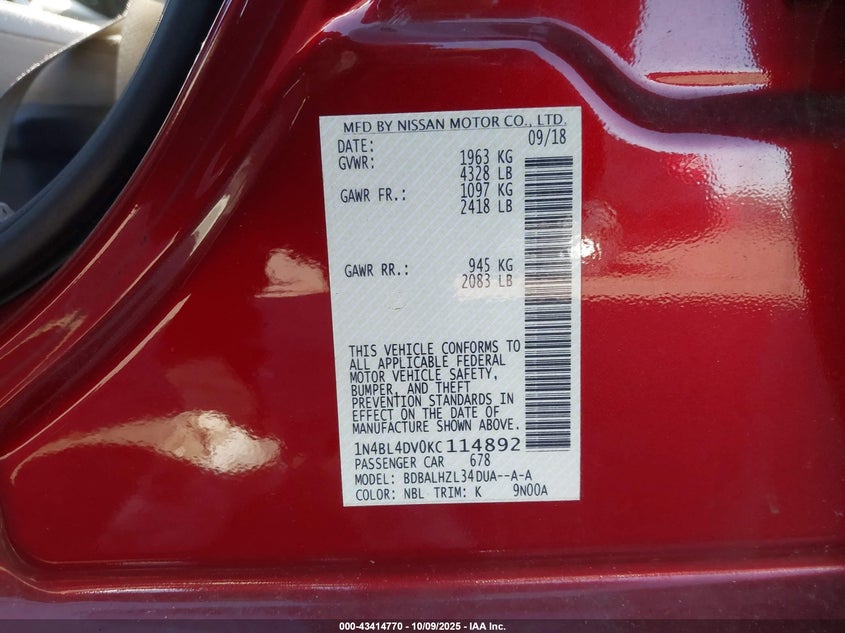 MFD BY NISSAN MOTOR CO., LTD.
DATE: 09/18
GVWR: 1963 KG
4328 LB
GAWR FR.: 1097 KG
2418 LB
GAWR RR.: 945 KG
2083 LB
THIS VEHICLE CONFORMS TO
ALL APPLICABLE FEDERAL
MOTOR VEHICLE SAFETY,
BUMPER, AND THEFT
PREVENTION STANDARDS IN
EFFECT ON THE DATE OF
MANUFACTURE SHOWN ABOVE.
1N4BL4DV0KC114892
PASSENGER CAR 678
MODEL: BDBALHZL34DUA--A-A
COLOR: NBL TRIM: K 9N00A
000-43414770 - 10/09/2025 - IAA Inc.